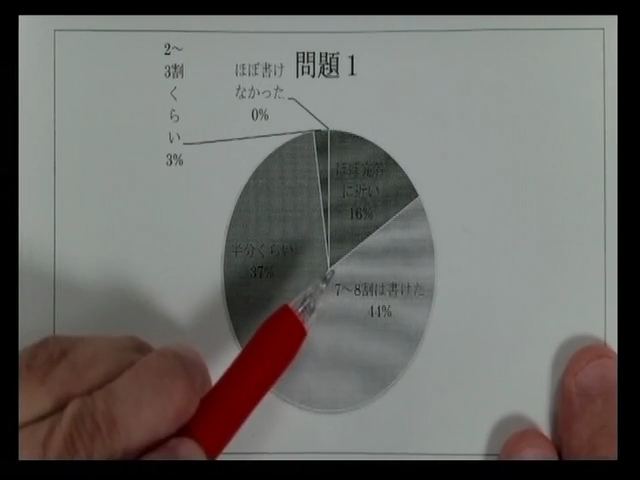 問題１
2～
3割
く
ら
い
3%
ほぼ書け
なかった
0%
ほぼ完答
に近い
16%
半分くらい
37%
7～8割は書けた
44%